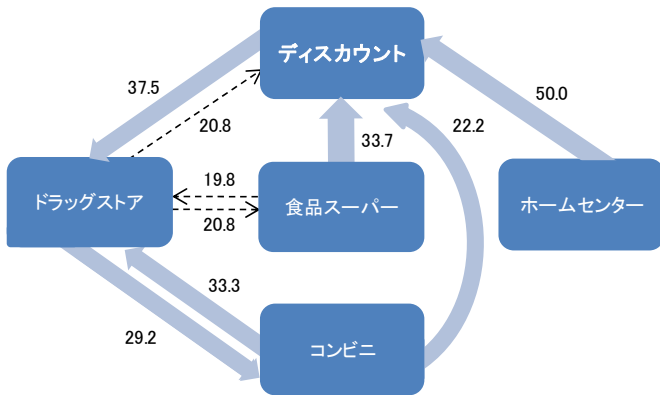 ディスカウント
37.5
50.0
20.8
22.2
33.7
19.8
ドラッグストア
食品スーパー
ホームセンター
20.8
33.3
29.2
コンビニ